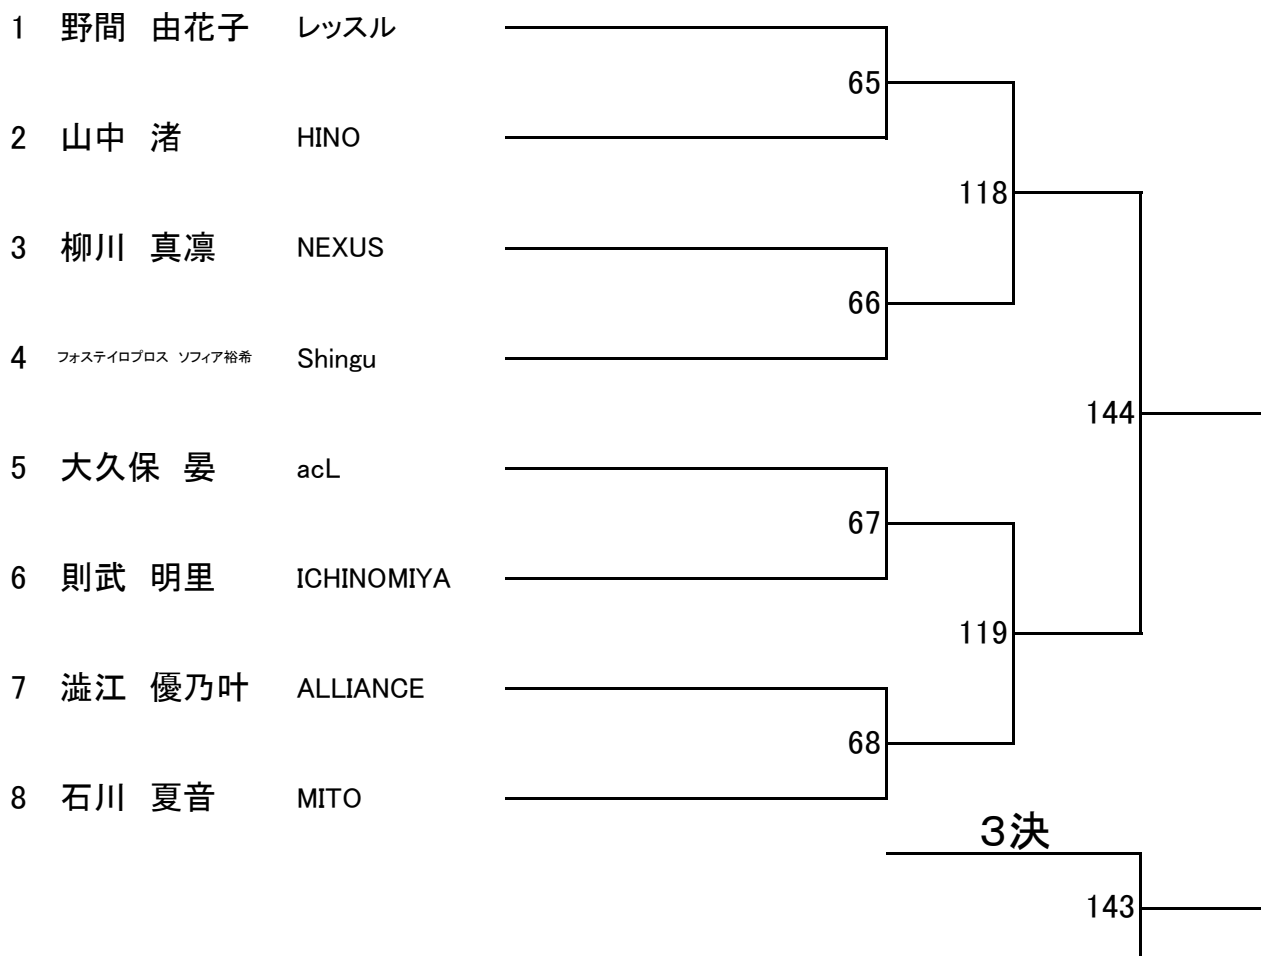 1 野間 由花子 レッスル
65
2 山中 渚 HINO
118
3 柳川 真凛 NEXUS
66
4 フォステイロプロス ソフィア裕希 Shingu
144
5 大久保 晏 acL
67
6 則武 明里 ICHINOMIYA
119
7 澁江 優乃叶 ALLIANCE
68
8 石川 夏音 MITO
３決
143